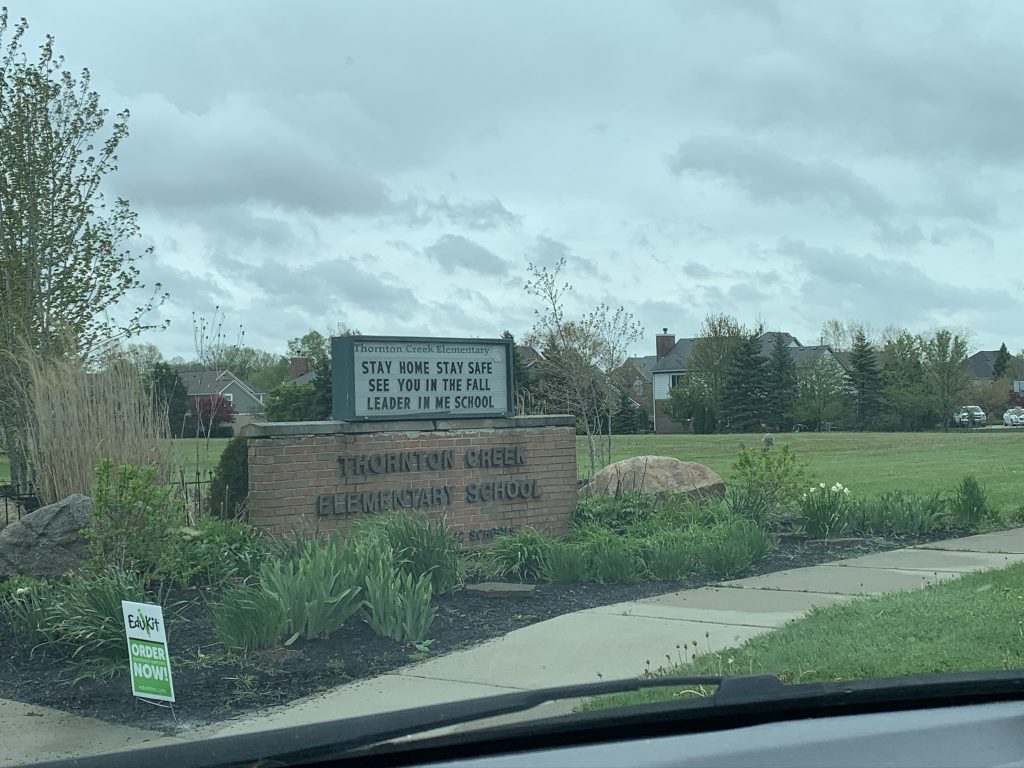 Thornton Creek Elementary
STAY HOME STAY SAFE
SEE YOU IN THE FALL
LEADER IN ME SCHOOL
THORNTON CREEK
ELEMENTARY SCHOOL
SCHOOLS
EduKit
ORDER
NOW!